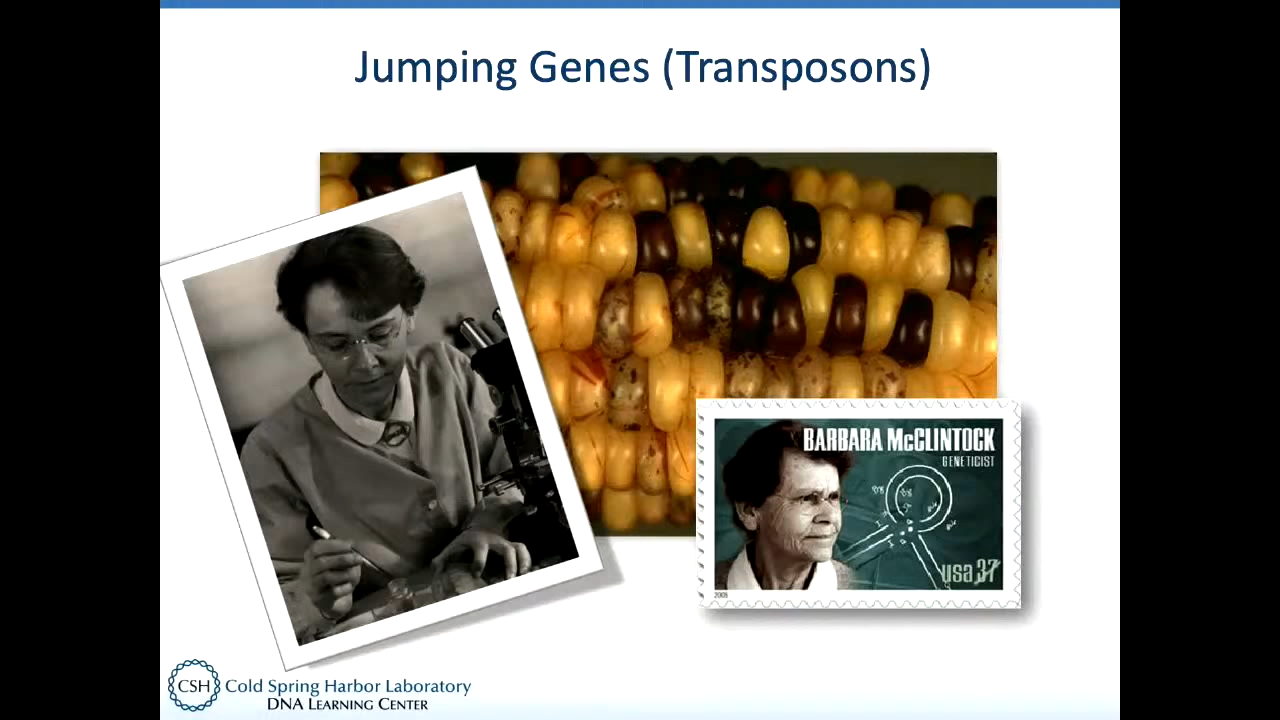 Jumping Genes (Transposons)
BARBARA McCLINTOCK
GENETICIST
usa 37
2005
CSH Cold Spring Harbor Laboratory
DNA LEARNING CENTER